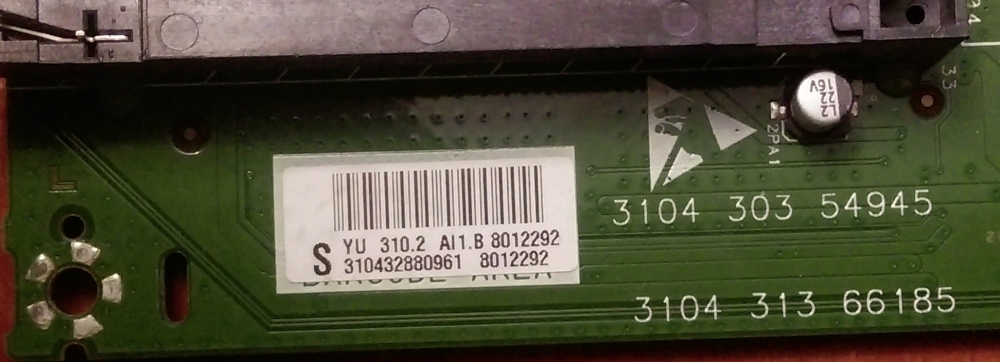 33
L2
22
16V
2PA1
3104 303 54945
S
YU 310.2 AI1.B 8012292
310432880961 8012292
BARCODE AREA
3104 313 66185